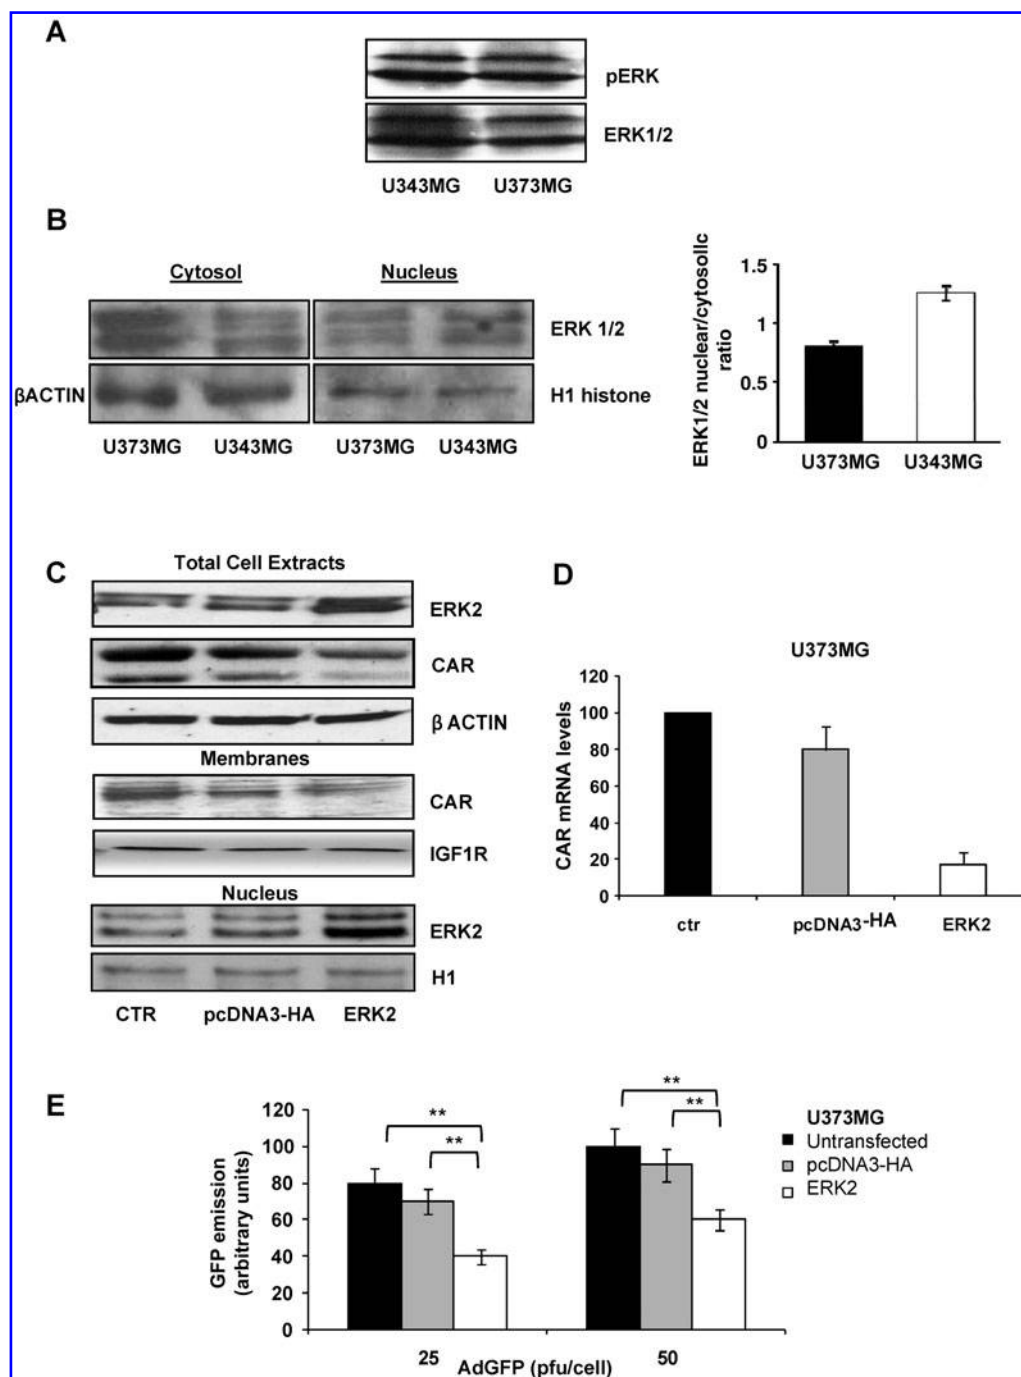 A
pERK
ERK1/2
U343MG U373MG
B
Cytosol Nucleus
ERK 1/2
βACTIN H1 histone
U373MG U343MG U373MG U343MG
ERK1/2 nuclear/cytosolic
ratio
1.5
1
0.5
0
U373MG U343MG
C
Total Cell Extracts
ERK2
CAR
β ACTIN
Membranes
CAR
IGF1R
Nucleus
ERK2
H1
CTR pcDNA3-HA ERK2
D
U373MG
CAR mRNA levels
120
100
80
60
40
20
0
ctr pcDNA3-HA ERK2
E
GFP emission
(arbitrary units)
120
100
80
60
40
20
0
** **
** **
U373MG
Untransfected
pcDNA3-HA
ERK2
25 50
AdGFP (pfu/cell)